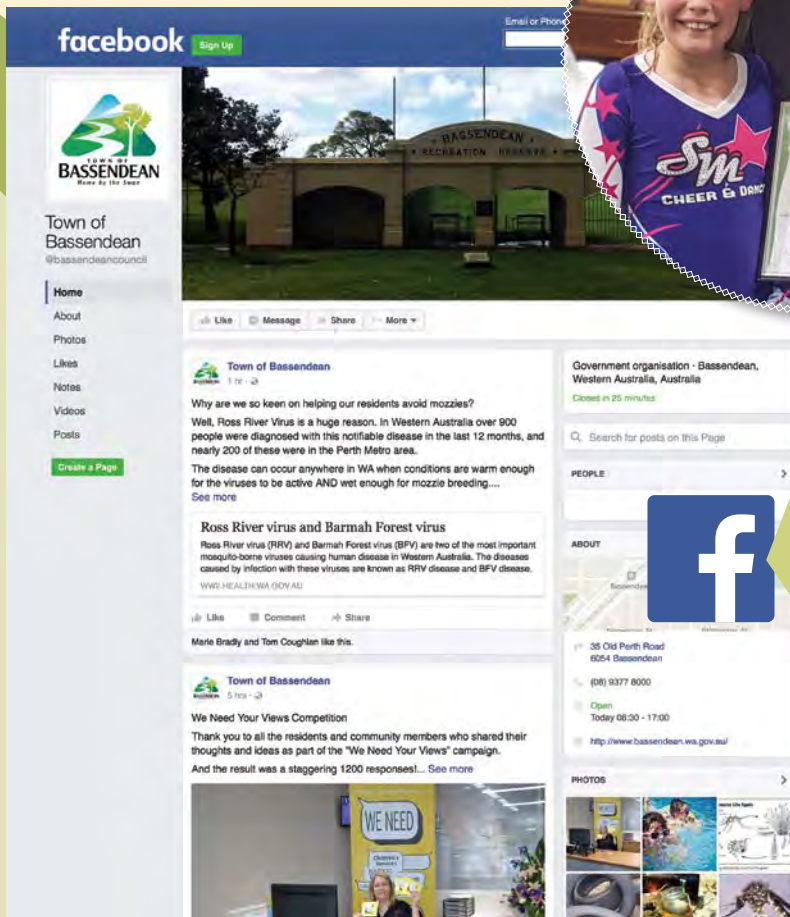 facebook
Sign Up
Email or Phone
TOWN OF
BASSENDEAN
Home by the Swan
Town of
Bassendean
@bassendeancouncil
Home
About
Photos
Likes
Notes
Videos
Posts
Create a Page
BASSENDEAN
RECREATION RESERVE
SM
CHEER & DANC
Like
Message
Share
More
Town of Bassendean
1 hr
Why are we so keen on helping our residents avoid mozzies?
Well, Ross River Virus is a huge reason. In Western Australia over 900
people were diagnosed with this notifiable disease in the last 12 months, and
nearly 200 of these were in the Perth Metro area.
The disease can occur anywhere in WA when conditions are warm enough
for the viruses to be active AND wet enough for mozzie breeding....
See more
Ross River virus and Barmah Forest virus
Ross River virus (RRV) and Barmah Forest virus (BFV) are two of the most important
mosquito-borne viruses causing human disease in Western Australia. The diseases
caused by infection with these viruses are known as RRV disease and BFV disease.
WW2.HEALTH.WA.GOV.AU
Like
Comment
Share
Marie Bradly and Tom Coughlan like this.
Town of Bassendean
5 hrs
We Need Your Views Competition
Thank you to all the residents and community members who shared their
thoughts and ideas as part of the "We Need Your Views" campaign.
And the result was a staggering 1200 responses!... See more
WE NEED
Children's
Services
Government organisation · Bassendean,
Western Australia, Australia
Closes in 25 minutes
Search for posts on this Page
PEOPLE
ABOUT
f
35 Old Perth Road
6054 Bassendean
(08) 9377 8000
Open
Today 08:30 - 17:00
http://www.bassendean.wa.gov.au/
PHOTOS